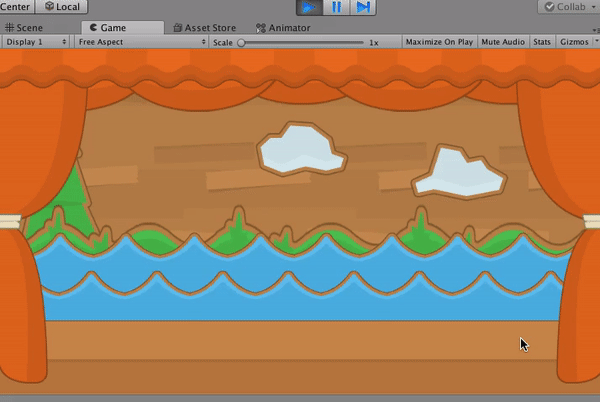 Center Local Collab
Scene Game Asset Store Animator
Display 1 Free Aspect Scale 1x Maximize On Play Mute Audio Stats Gizmos